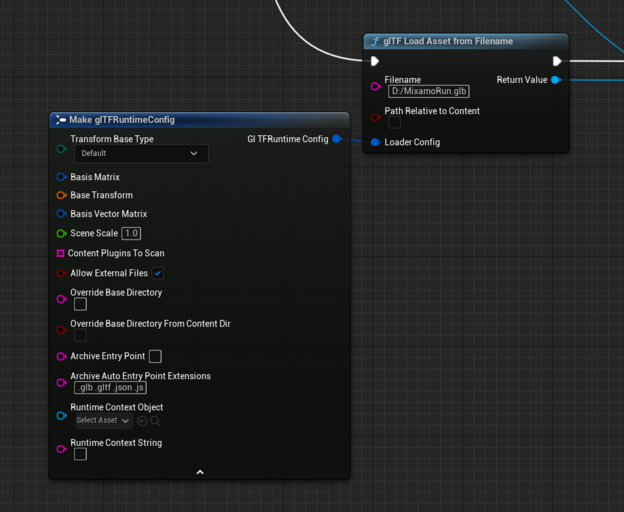 glTF Load Asset from Filename
Filename
D:/MixamoRun.glb
Return Value
Path Relative to Content
Loader Config
Make glTFRuntimeConfig
Transform Base Type
Default
Gl TFRuntime Config
Basis Matrix
Base Transform
Basis Vector Matrix
Scene Scale 1.0
Content Plugins To Scan
Allow External Files
Override Base Directory
Override Base Directory From Content Dir
Archive Entry Point
Archive Auto Entry Point Extensions
.glb .gltf .json .js
Runtime Context Object
Select Asset
Runtime Context String